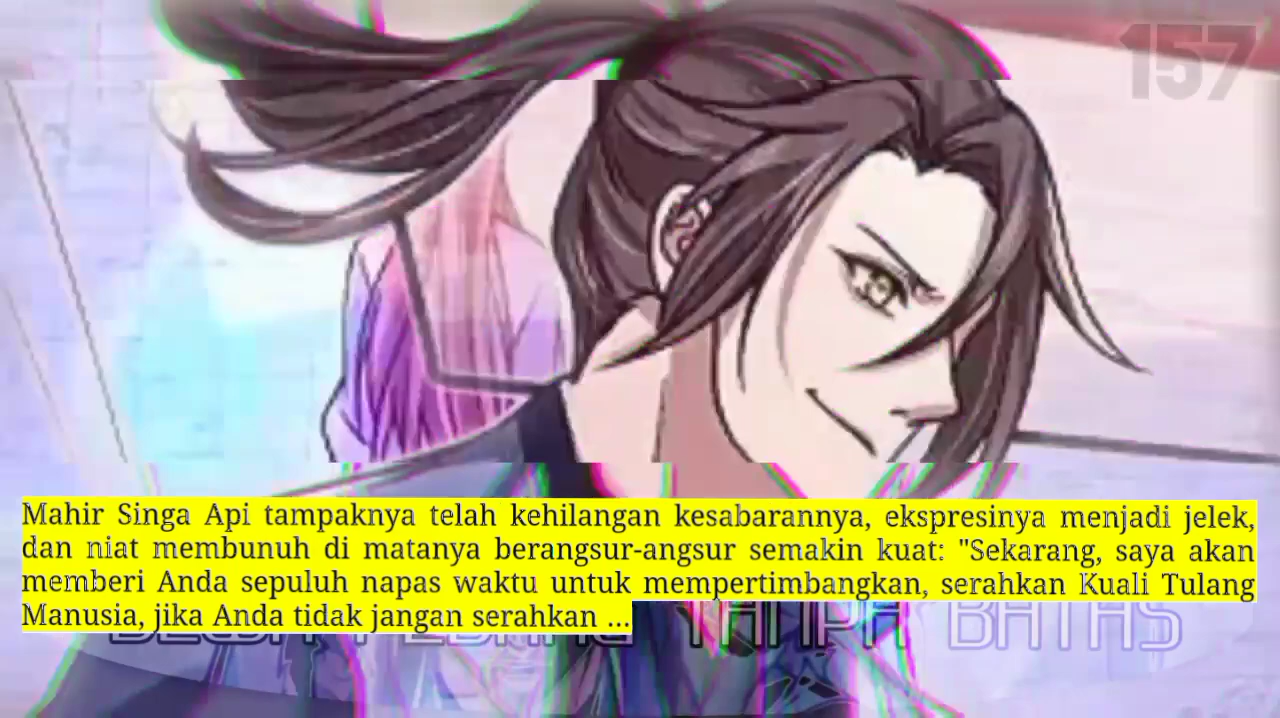 157
Mahir Singa Api tampaknya telah kehilangan kesabarannya, ekspresinya menjadi jelek,
dan niat membunuh di matanya berangsur-angsur semakin kuat: "Sekarang, saya akan
memberi Anda sepuluh napas waktu untuk mempertimbangkan, serahkan Kuali Tulang
Manusia, jika Anda tidak jangan serahkan ...
TANPA BATAS